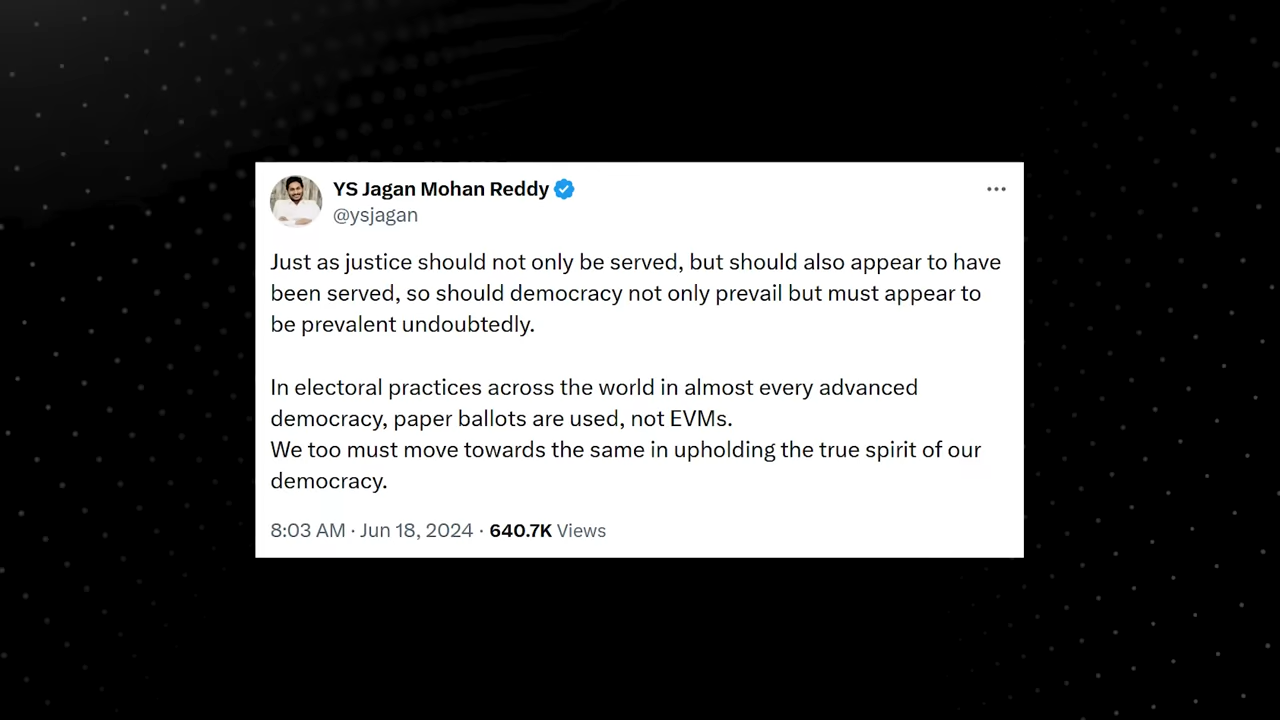 YS Jagan Mohan Reddy
@ysjagan
Just as justice should not only be served, but should also appear to have
been served, so should democracy not only prevail but must appear to
be prevalent undoubtedly.
In electoral practices across the world in almost every advanced
democracy, paper ballots are used, not EVMs.
We too must move towards the same in upholding the true spirit of our
democracy.
8:03 AM · Jun 18, 2024 · 640.7K Views